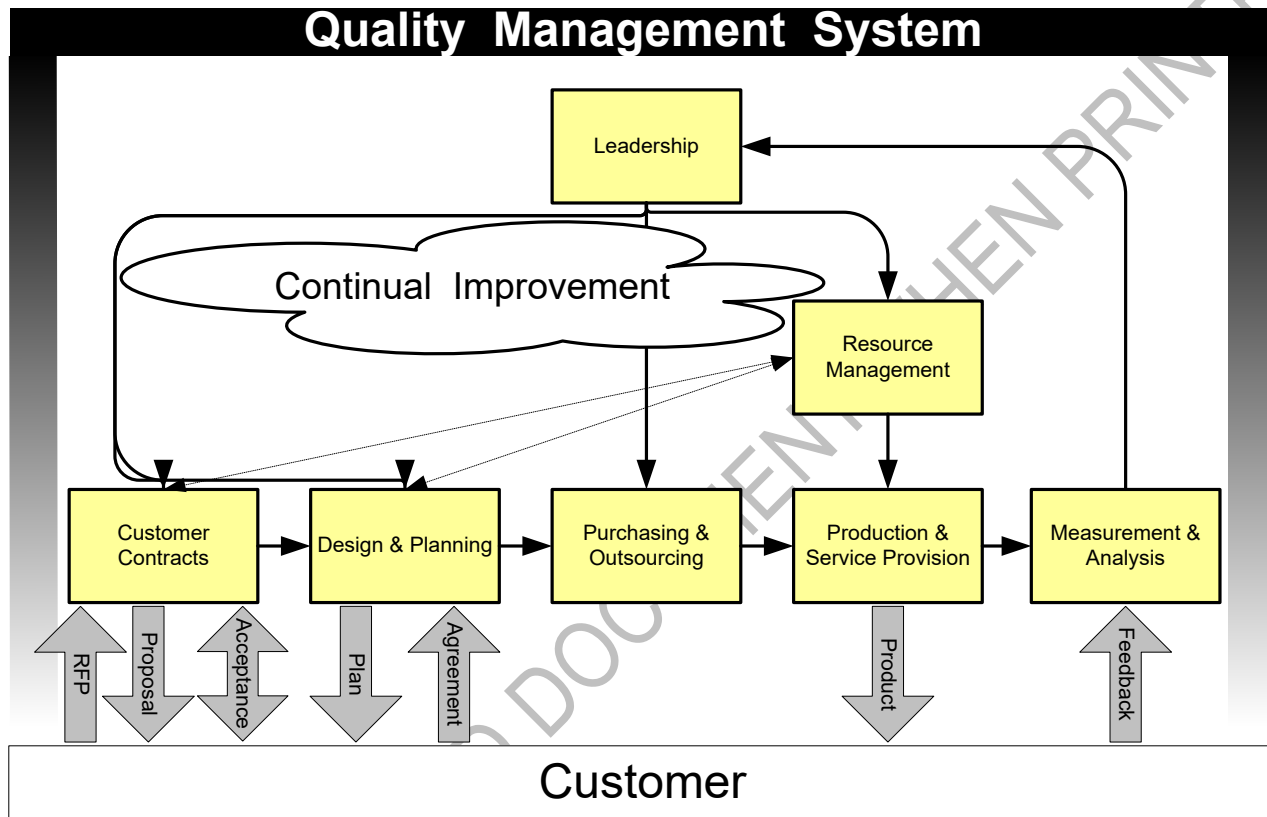 Quality Management System
Leadership
Continual Improvement
Resource
Management
Customer
Contracts
Design & Planning
Purchasing &
Outsourcing
Production &
Service Provision
Measurement &
Analysis
RFP
Proposal
Acceptance
Plan
Agreement
Product
Feedback
Customer